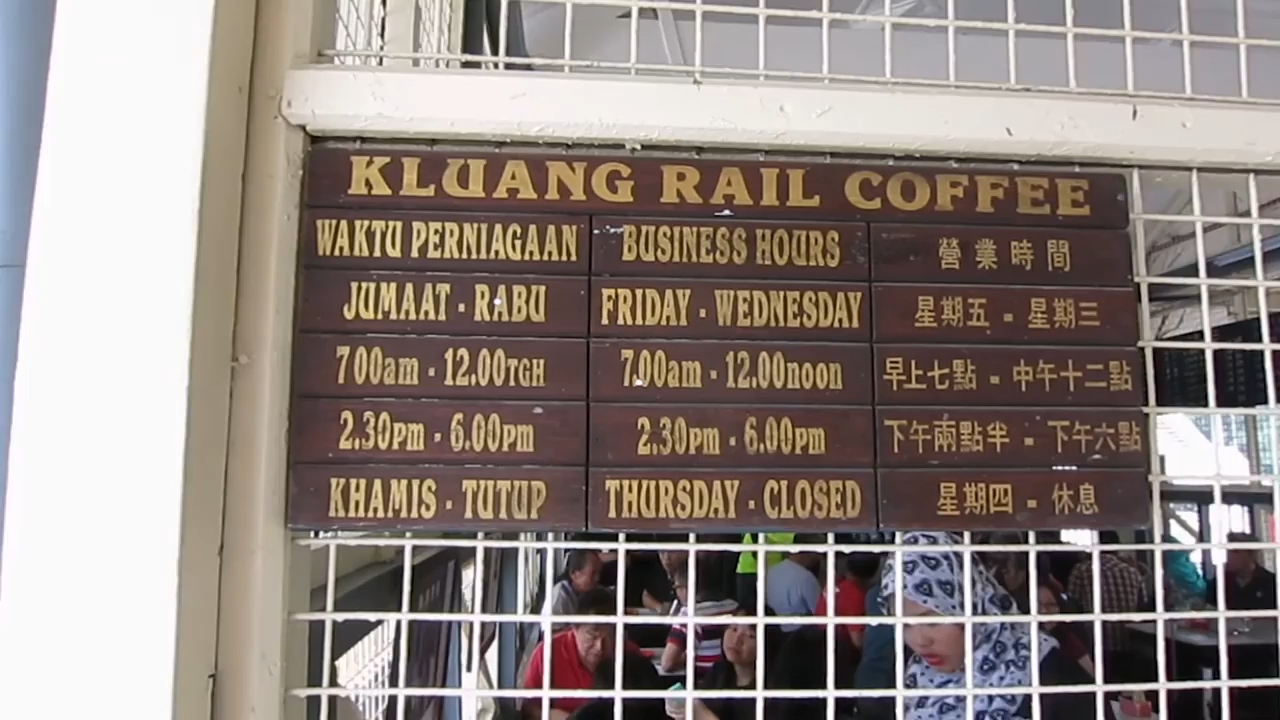 KLUANG RAIL COFFEE
WAKTU PERNIAGAAN BUSINESS HOURS 營業時間
JUMAAT - RABU FRIDAY - WEDNESDAY 星期五 - 星期三
700am - 12.00TGH 7.00am - 12.00noon 早上七點 - 中午十二點
2.30pm - 6.00pm 2.30pm - 6.00pm 下午兩點半 - 下午六點
KHAMIS - TUTUP THURSDAY - CLOSED 星期四 - 休息